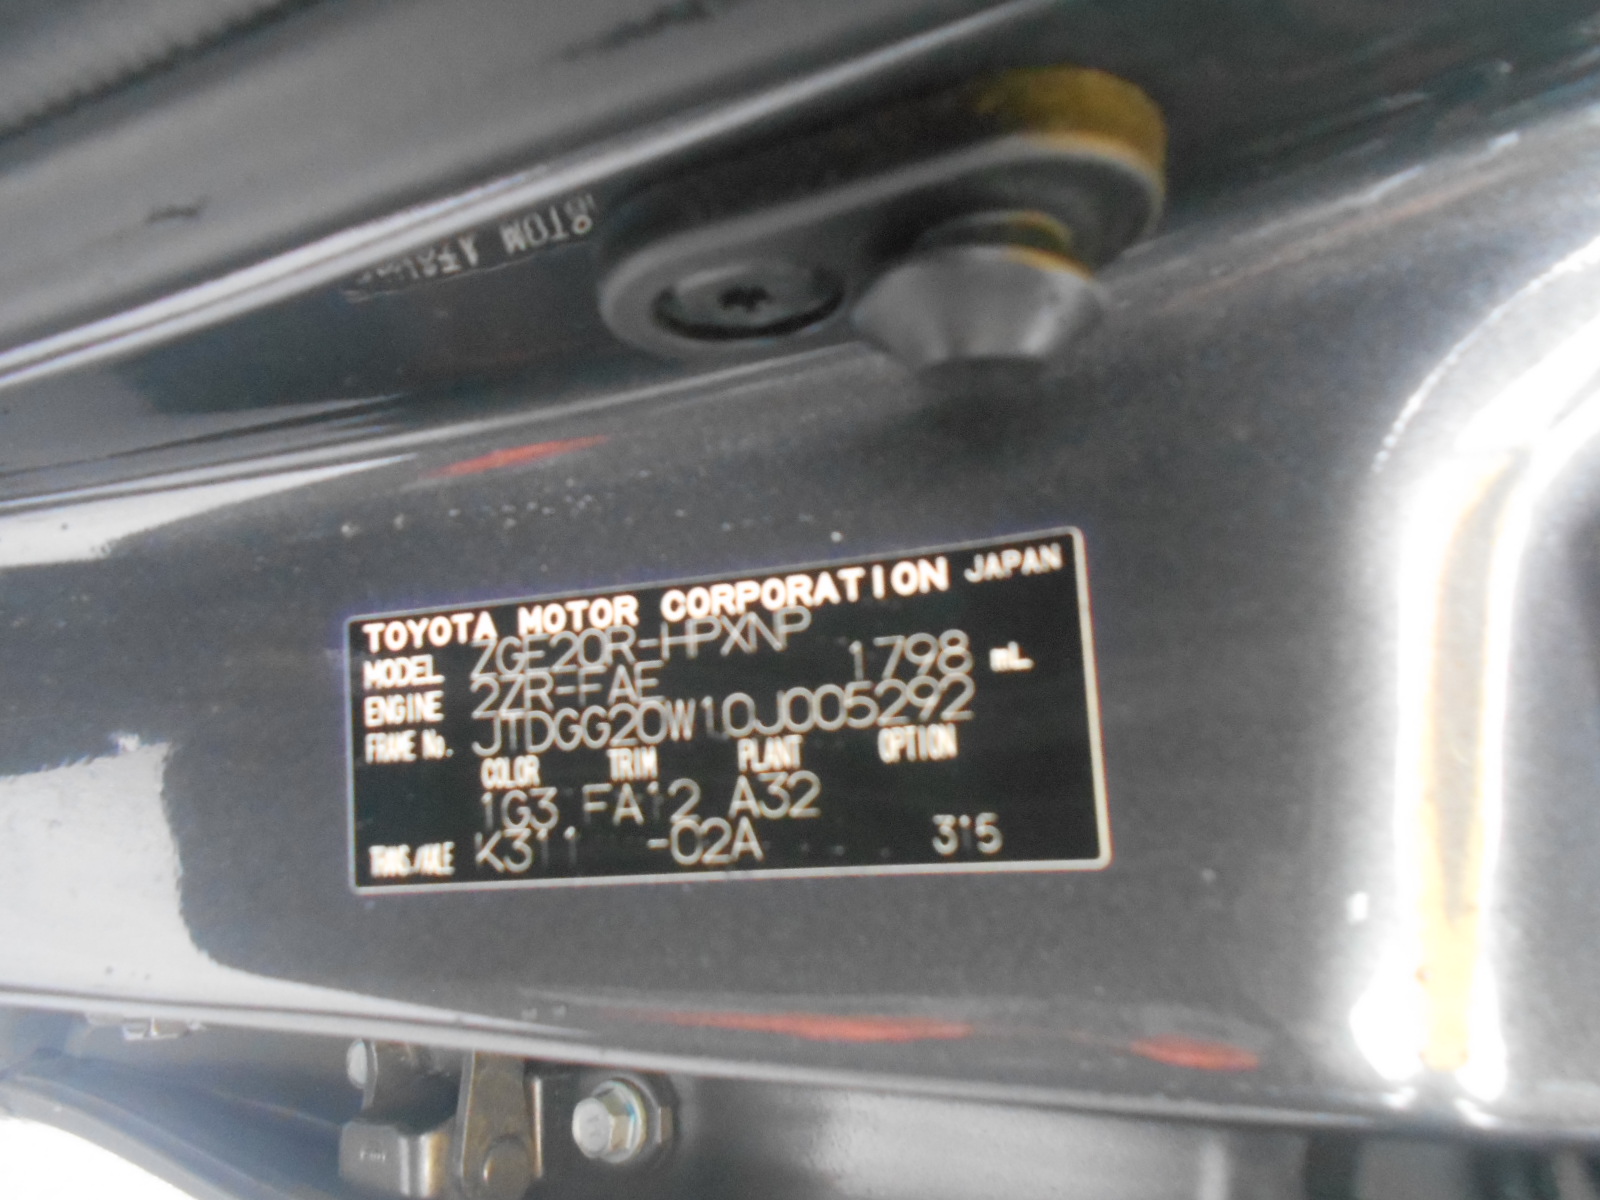 TOYOTA MOTOR CORPORATION JAPAN
MODEL ZGE20R-HPXNP
ENGINE 2ZR-FAE 1798 mL
FRAME No. JTDGG20W10J005292
COLOR TRIM PLANT OPTION
1G3 FA12 A32
TRANS./AXLE K311 -02A 315